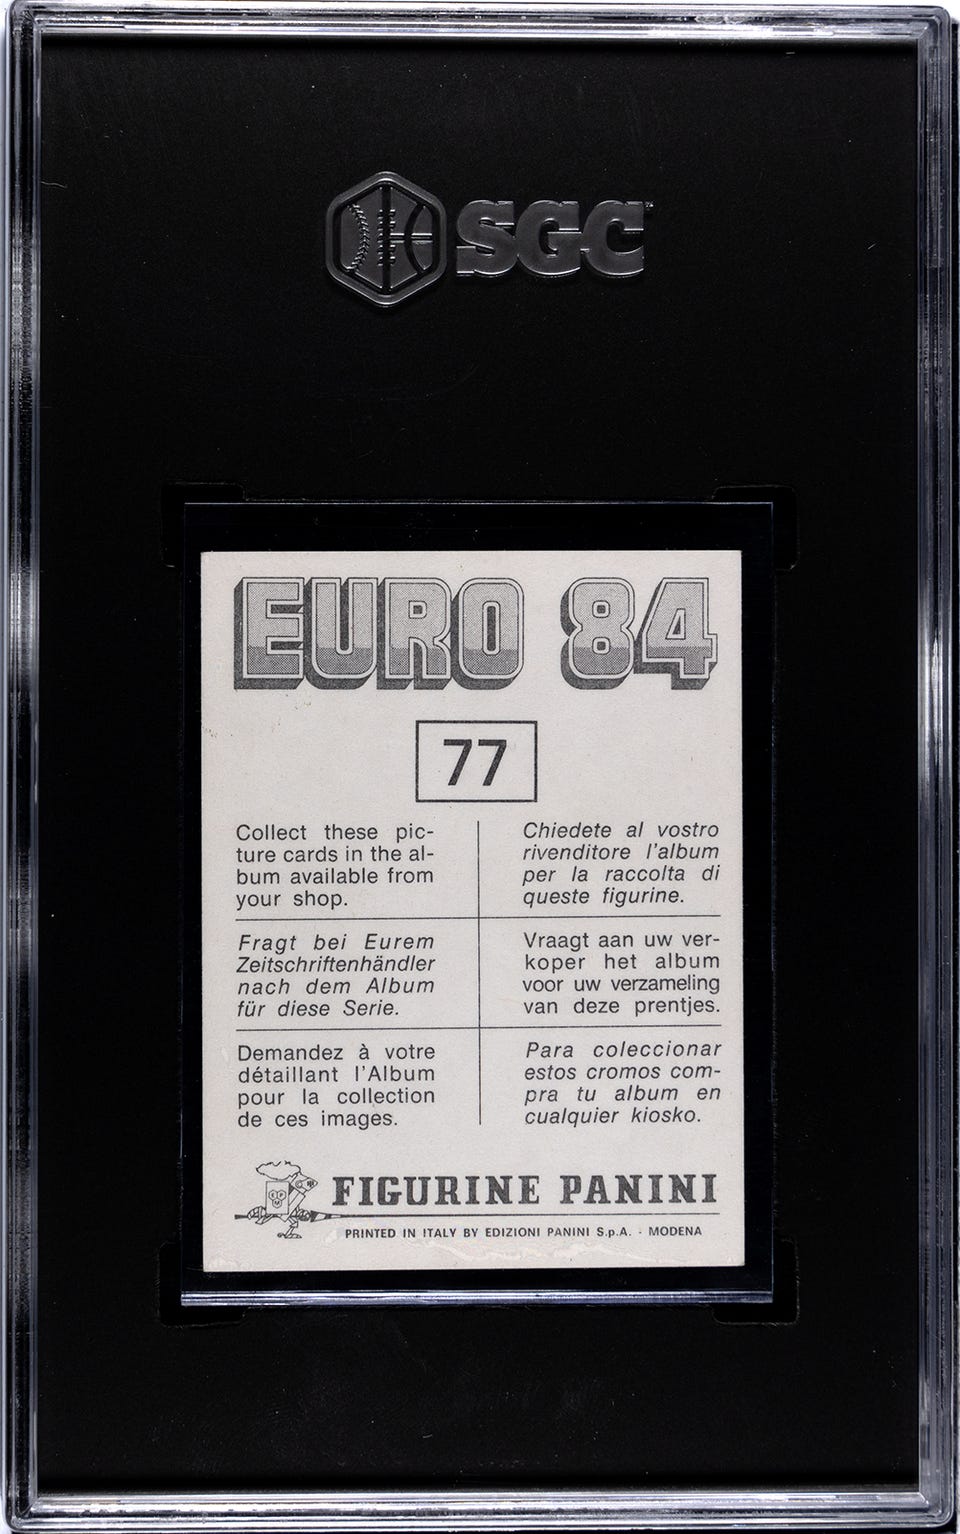 SGC
EURO 84
77
Collect these pic-
ture cards in the al-
bum available from
your shop.
Chiedete al vostro
rivenditore l'album
per la raccolta di
queste figurine.
Fragt bei Eurem
Zeitschriftenhändler
nach dem Album
für diese Serie.
Vraagt aan uw ver-
koper het album
voor uw verzameling
van deze prentjes.
Demandez à votre
détaillant l'Album
pour la collection
de ces images.
Para coleccionar
estos cromos com-
pra tu album en
cualquier kiosko.
FIGURINE PANINI
PRINTED IN ITALY BY EDIZIONI PANINI S.p.A. - MODENA